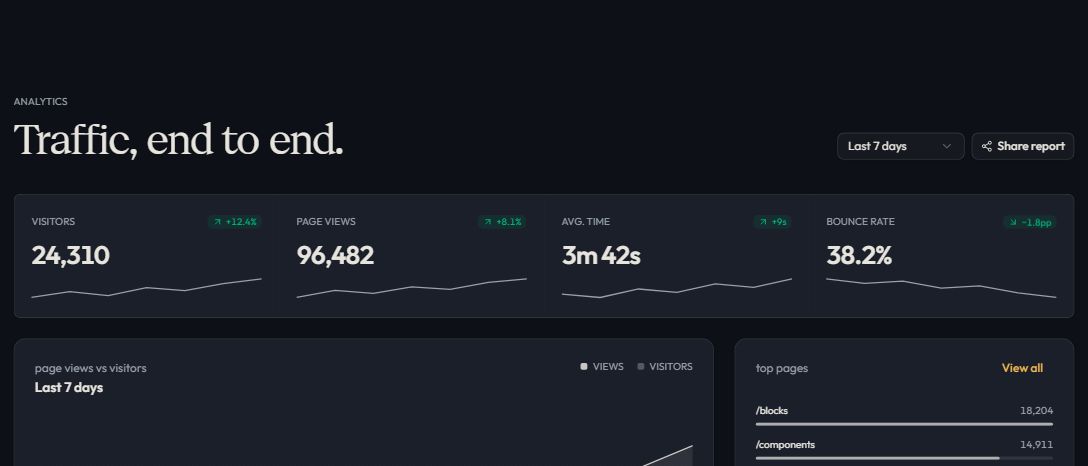 ANALYTICS
Traffic, end to end.
Last 7 days
Share report
VISITORS
+12.4%
24,310
PAGE VIEWS
+8.1%
96,482
AVG. TIME
+9s
3m 42s
BOUNCE RATE
−1.8pp
38.2%
page views vs visitors
Last 7 days
VIEWS
VISITORS
top pages
View all
/blocks
18,204
/components
14,911